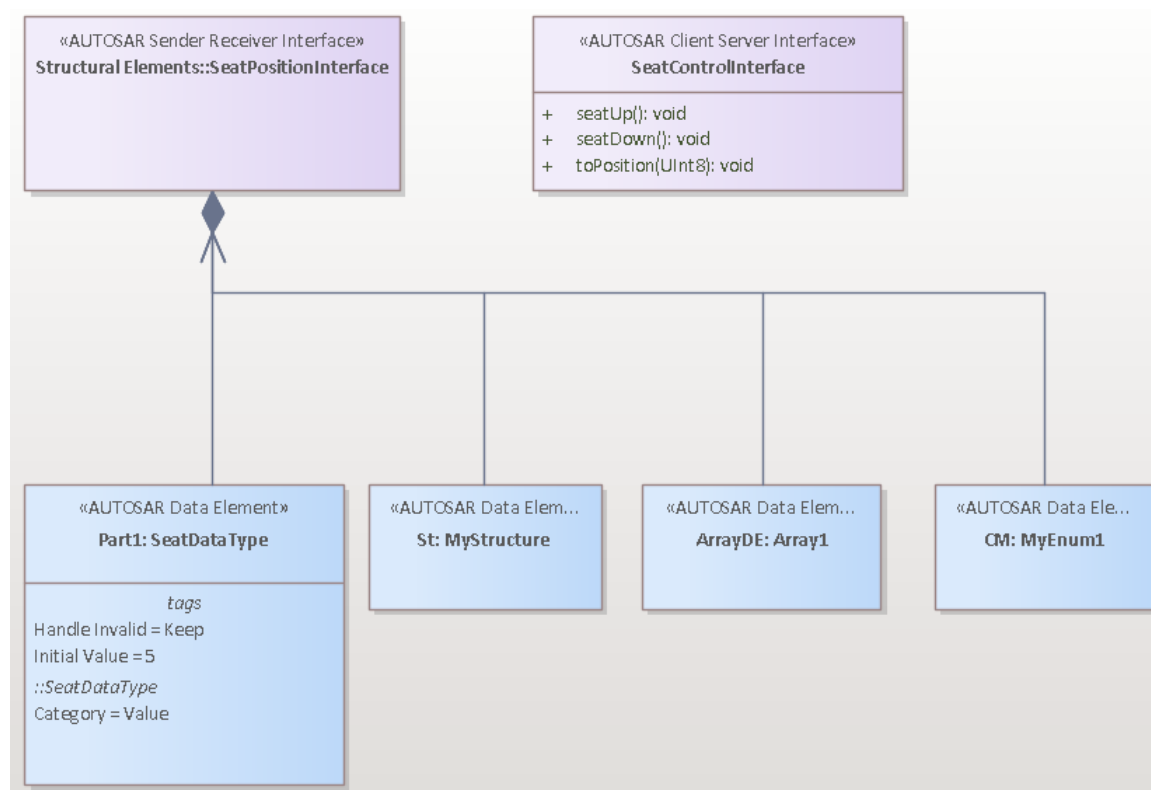 «AUTOSAR Sender Receiver Interface»
Structural Elements::SeatPositionInterface
«AUTOSAR Client Server Interface»
SeatControlInterface
+ seatUp(): void
+ seatDown(): void
+ toPosition(UInt8): void
«AUTOSAR Data Element»
Part1: SeatDataType
tags
Handle Invalid = Keep
Initial Value = 5
::SeatDataType
Category = Value
«AUTOSAR Data Elem...
St: MyStructure
«AUTOSAR Data Elem...
ArrayDE: Array1
«AUTOSAR Data Ele...
CM: MyEnum1